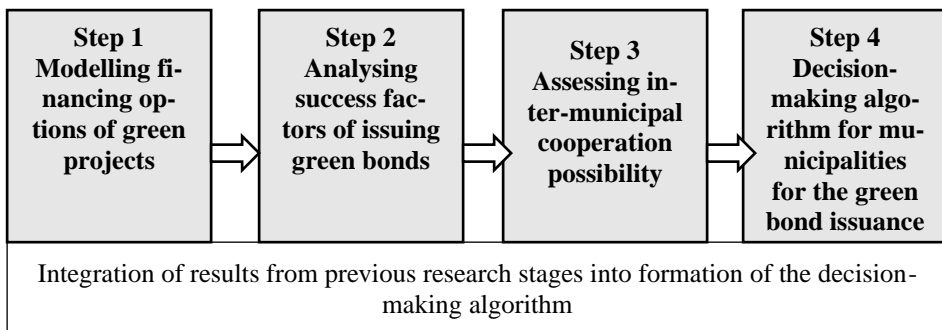 Step 1
Modelling fi-
nancing op-
tions of green
projects
Step 2
Analysing
success fac-
tors of issuing
green bonds
Step 3
Assessing in-
ter-municipal
cooperation
possibility
Step 4
Decision-
making algo-
rithm for mu-
nicipalities
for the green
bond issuance
Integration of results from previous research stages into formation of the decision-
making algorithm